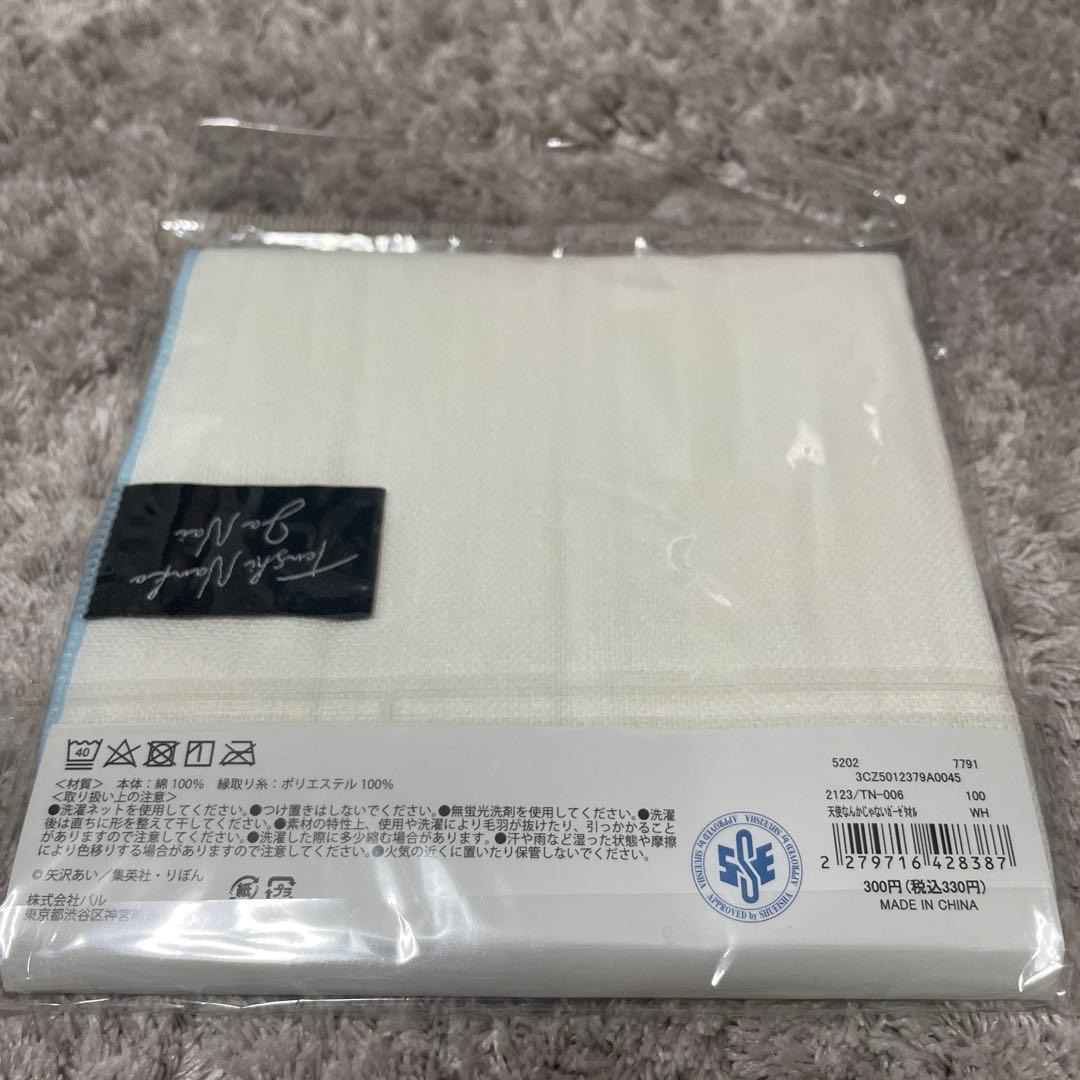 Tenshi Nanka
Ja Nai
40
<材質> 本体:綿100% 縁取り糸:ポリエステル100%
<取り扱い上の注意>
●洗濯ネットを使用してください。●つけ置きはしないでください。●無蛍光洗剤を使用してください。●洗濯
後は直ちに形を整えて干してください。●素材の特性上、使用や洗濯により毛羽が抜けたり、引っかかること
がありますので注意してください。●洗濯した際に多少縮む場合があります。●汗や雨など湿った状態や摩擦
により色移りする場合がありますので注意してください。●火気の近くに置いたり保管しないでください。
©矢沢あい/集英社・りぼん
株式会社パル
東京都渋谷区神宮前
紙
プラ
APPROVED by SHUEISHA APPROVED by SHUEISHA APPROVED by SHUEISHA
SSE
5202 7791
3CZ5012379A0045
2123/TN-006 100
天使なんかじゃないガーゼタオル WH
2 279716 428387
300円(税込330円)
MADE IN CHINA